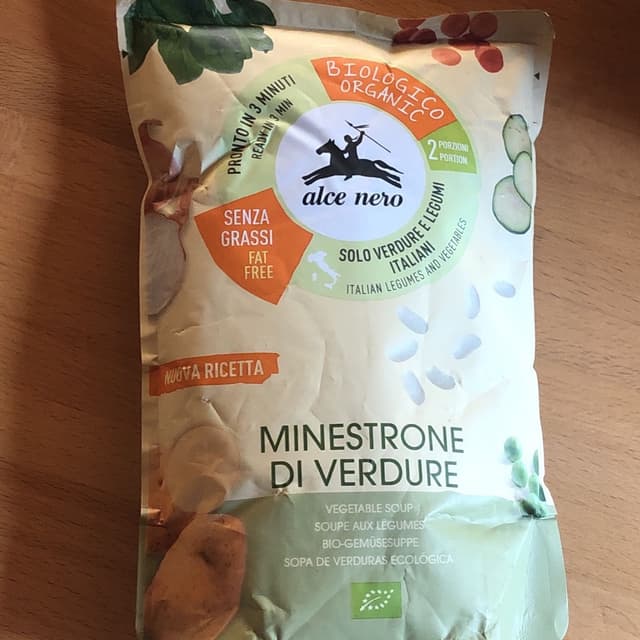 BIOLOGICO
ORGANIC
PRONTO IN 3 MINUTI
READY IN 3 MIN
2 PORZIONI
PORTION
alce nero
SENZA
GRASSI
FAT
FREE
SOLO VERDURE E LEGUMI
ITALIANI
ITALIAN LEGUMES AND VEGETABLES
NUOVA RICETTA
MINESTRONE
DI VERDURE
VEGETABLE SOUP
SOUPE AUX LÉGUMES
BIO-GEMÜSESUPPE
SOPA DE VERDURAS ECOLÓGICA